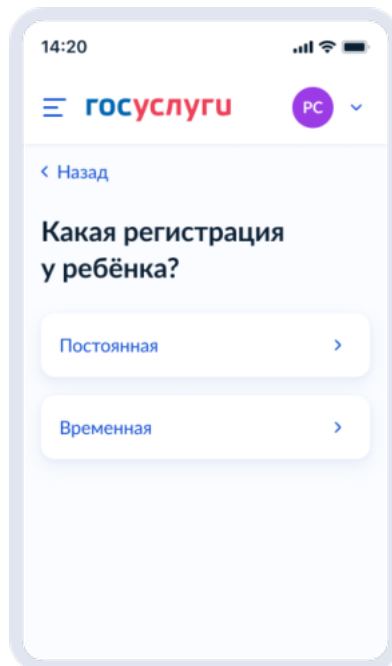 14:20
госуслуги
РС
Назад
Какая регистрация
у ребёнка?
Постоянная
Временная